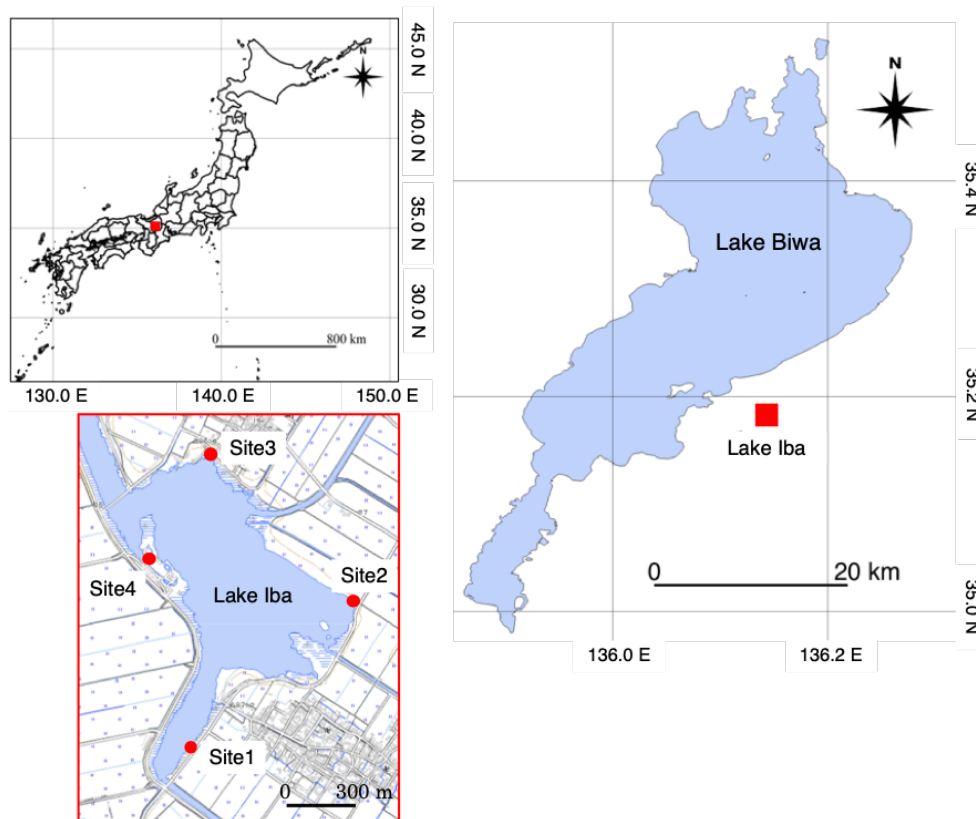 N
45.0 N
40.0 N
35.0 N
30.0 N
0 800 km
130.0 E 140.0 E 150.0 E
N
35.4
Lake Biwa
35.2
Lake Iba
0 20 km
35.0
136.0 E 136.2 E
Site3
Site4
Lake Iba
Site2
Site1
0 300 m